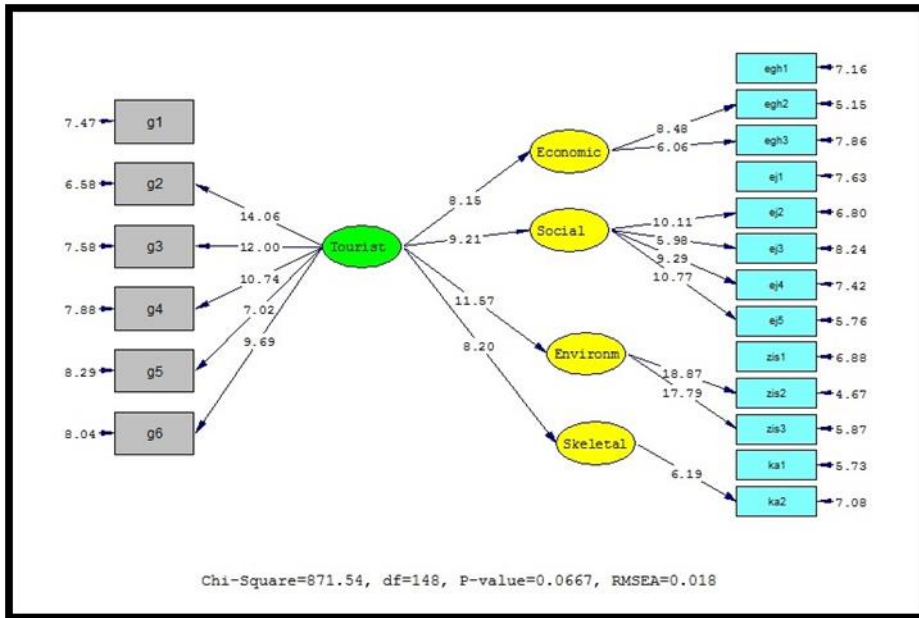 7.47
g1
6.58
g2
7.58
g3
7.88
g4
8.29
g5
8.04
g6
14.06
12.00
10.74
7.02
9.69
Tourist
8.15
9.21
11.57
8.20
Economic
Social
Environm
Skeletal
8.48
6.06
10.11
5.98
9.29
10.77
18.87
17.79
6.19
egh1
7.16
egh2
5.15
egh3
7.86
ej1
7.63
ej2
6.80
ej3
8.24
ej4
7.42
ej5
5.76
zis1
6.88
zis2
4.67
zis3
5.87
ka1
5.73
ka2
7.08
Chi-Square=871.54, df=148, P-value=0.0667, RMSEA=0.018